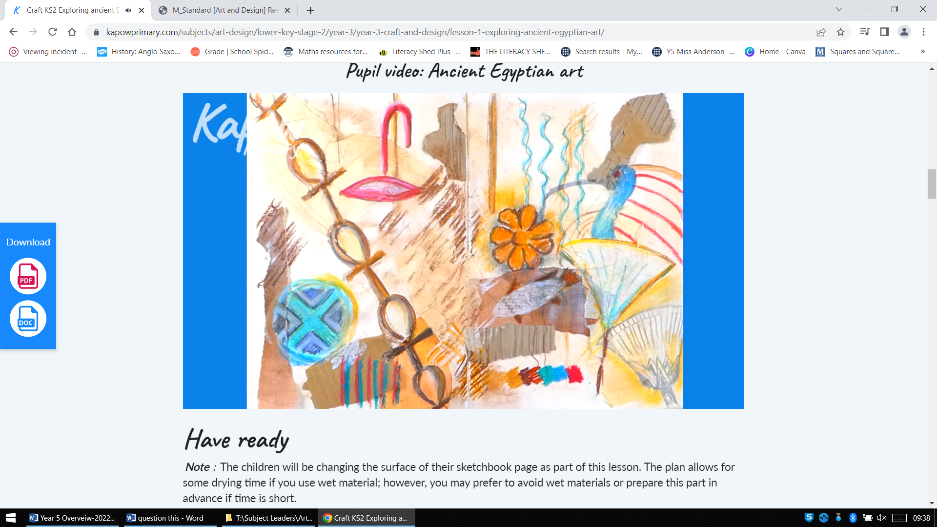 Craft KS2 Exploring ancient E
M_Standard [Art and Design] Re
kapowprimary.com/subjects/art-design/lower-key-stage-2/year-3/year-3-craft-and-design/lesson-1-exploring-ancient-egyptian-art/
Viewing incident ... History: Anglo Saxo... Grade | School Spid... Maths resources for... Literacy Shed Plus -... THE LITERACY SHE... Search results - My... Y5 Miss Anderson - ... Home - Canva Squares and Square... »
Pupil video: Ancient Egyptian art
Kap
Download
PDF
DOC
Have ready
Note : The children will be changing the surface of their sketchbook page as part of this lesson. The plan allows for
some drying time if you use wet material; however, you may prefer to avoid wet materials or prepare this part in
advance if time is short.
Year 5 Overveiw-2022... question this - Word T:\Subject Leaders\Art... Craft KS2 Exploring a... 09:38